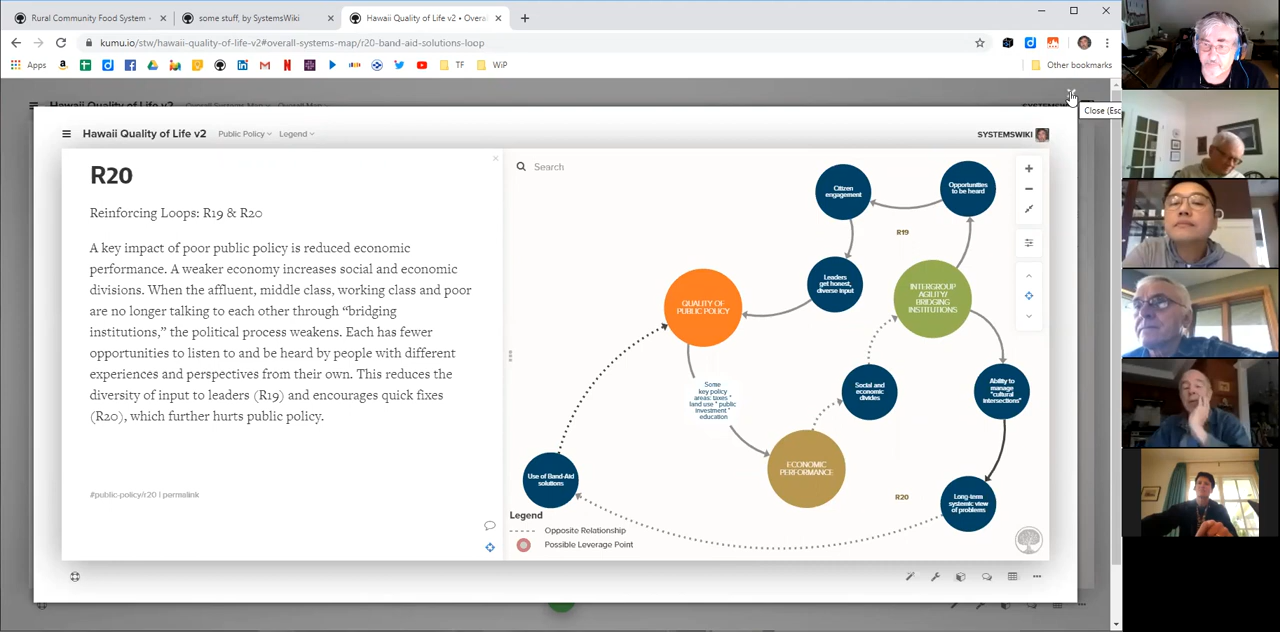 Rural Community Food System -
some stuff, by SystemsWiki
Hawaii Quality of Life v2 • Overa
kumu.io/stw/hawaii-quality-of-life-v2#overall-systems-map/r20-band-aid-solutions-loop
Apps
TF
WiP
Other bookmarks
Close (Esc
Hawaii Quality of Life v2
Public Policy
Legend
SYSTEMSWIKI
R20
Reinforcing Loops: R19 & R20
A key impact of poor public policy is reduced economic
performance. A weaker economy increases social and economic
divisions. When the affluent, middle class, working class and poor
are no longer talking to each other through “bridging
institutions,” the political process weakens. Each has fewer
opportunities to listen to and be heard by people with different
experiences and perspectives from their own. This reduces the
diversity of input to leaders (R19) and encourages quick fixes
(R20), which further hurts public policy.
#public-policy/r20 | permalink
Search
Citizen
engagement
Opportunities
to be heard
R19
Leaders
get honest,
diverse input
INTERGROUP
AGILITY/
BRIDGING
INSTITUTIONS
QUALITY OF
PUBLIC POLICY
Some
key policy
areas: taxes *
land use * public
investment *
education
Social and
economic
divides
Ability to
manage
"cultural
intersections"
ECONOMIC
PERFORMANCE
Use of Band-Aid
solutions
R20
Long-term
systemic view
of problems
Legend
Opposite Relationship
Possible Leverage Point